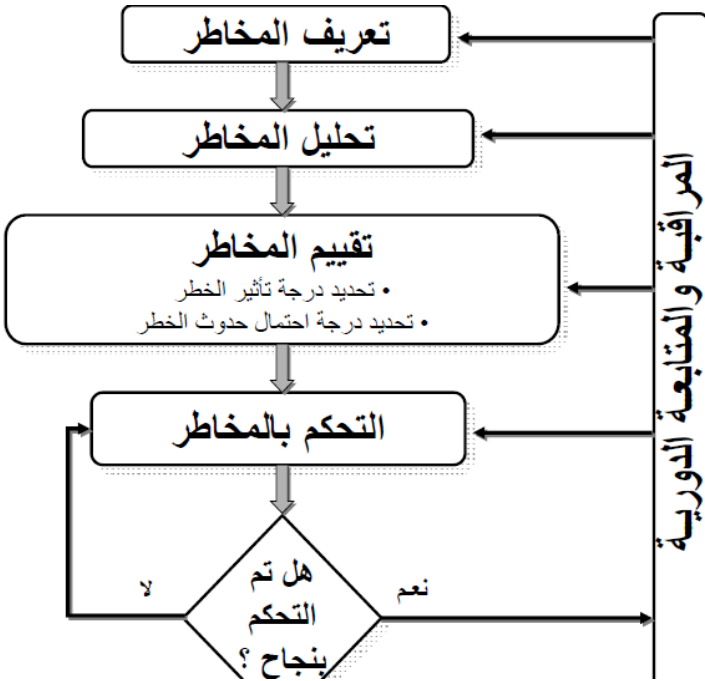 تعريف المخاطر
تحليل المخاطر
تقييم المخاطر
• تحديد درجة تأثير الخطر
• تحديد درجة احتمال حدوث الخطر
التحكم بالمخاطر
هل تم
التحكم
بنجاح ؟
نعم
لا
المراقبة والمتابعة الدورية